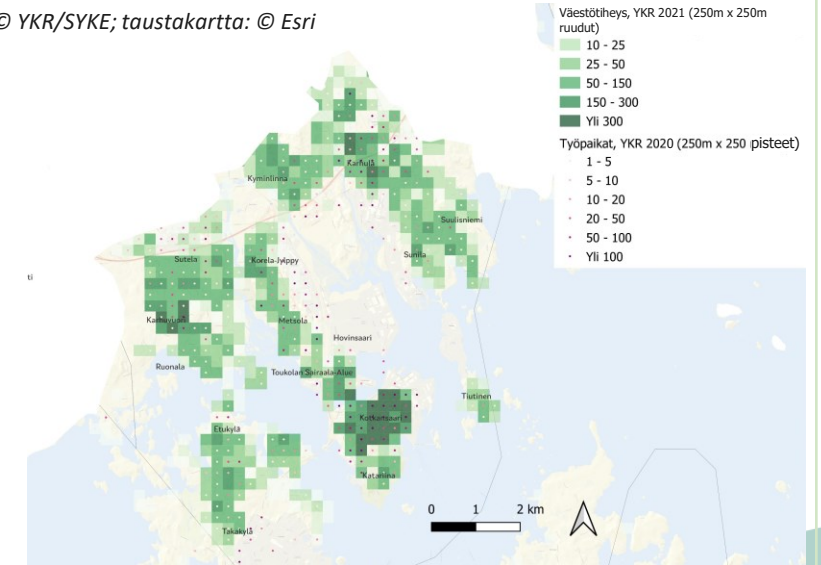 © YKR/SYKE; taustakartta: © Esri
Väestötiheys, YKR 2021 (250m x 250m
ruudut)
10 - 25
25 - 50
50 - 150
150 - 300
Yli 300
Työpaikat, YKR 2020 (250m x 250 pisteet)
1 - 5
5 - 10
10 - 20
20 - 50
50 - 100
Yli 100
Karhula
Kyminlinna
Suulisniemi
Sunila
Sutela
Korela-Jylppy
ti
Karhuvuori
Metsola
Hovinsaari
Ruonala
Toukolan Sairaala-Alue
Tiutinen
Kotkansaari
Etukylä
Katariina
Takakylä
0 1 2 km